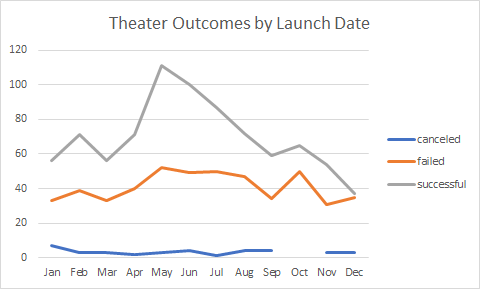 Theater Outcomes by Launch Date
120
100
80
60
40
20
0
Jan Feb Mar Apr May Jun Jul Aug Sep Oct Nov Dec
canceled
failed
successful